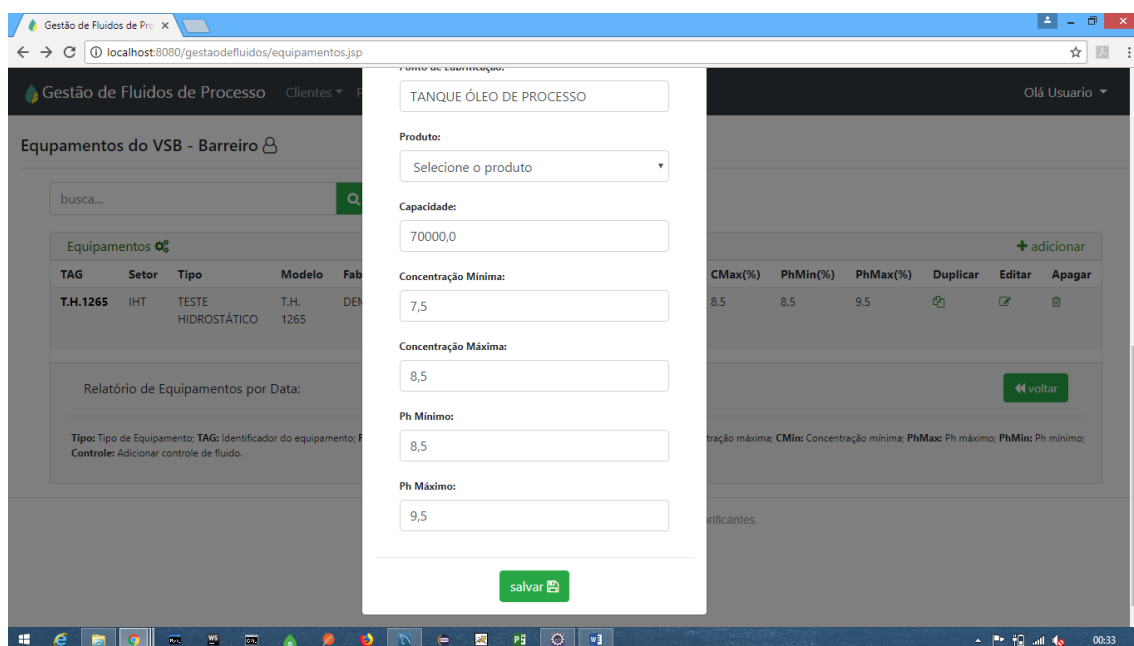 Gestão de Fluidos de Pro
localhost:8080/gestaodefluidos/equipamentos.jsp
Gestão de Fluidos de Processo Clientes Olá Usuario
Equpamentos do VSB - Barreiro
busca...
Equipamentos
adicionar
TAG Setor Tipo Modelo CMax(%) PhMin(%) PhMax(%) Duplicar Editar Apagar
T.H.1265 IHT TESTE T.H. 8,5 8,5 9,5
HIDROSTÁTICO 1265
Relatório de Equipamentos por Data:
voltar
Tipo: Tipo de Equipamento; TAG: Identificador do equipamento; máxima; CMin: Concentração mínima; PhMax: Ph máximo; PhMin: Ph mínimo;
Controle: Adicionar controle de fluido.
Ponto de Lubrificação:
TANQUE ÓLEO DE PROCESSO
Produto:
Selecione o produto
Capacidade:
70000,0
Concentração Mínima:
7,5
Concentração Máxima:
8,5
Ph Mínimo:
8,5
Ph Máximo:
9,5
salvar
00:33